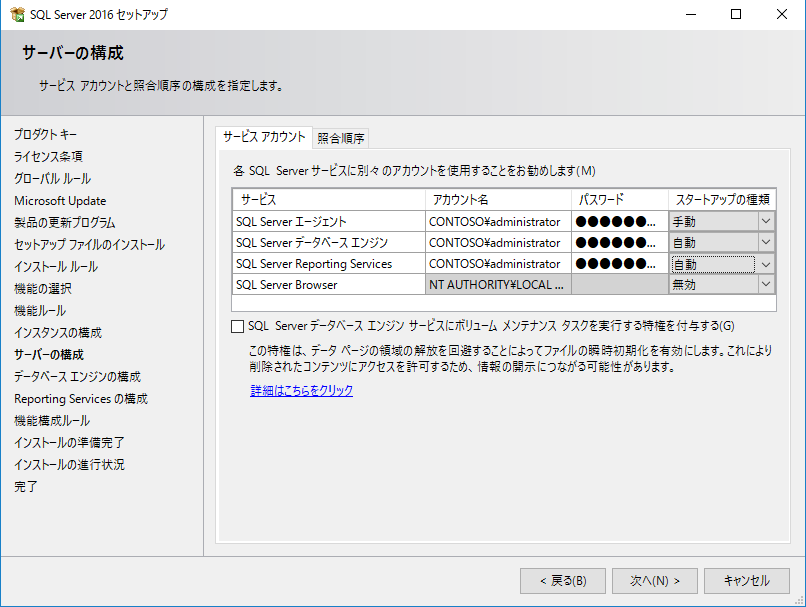 SQL Server 2016 セットアップ
サーバーの構成
サービス アカウントと照合順序の構成を指定します。
プロダクト キー
ライセンス条項
グローバル ルール
Microsoft Update
製品の更新プログラム
セットアップ ファイルのインストール
インストール ルール
機能の選択
機能ルール
インスタンスの構成
サーバーの構成
データベース エンジンの構成
Reporting Services の構成
機能構成ルール
インストールの準備完了
インストールの進行状況
完了
サービス アカウント 照合順序
各 SQL Server サービスに別々のアカウントを使用することをお勧めします(M)
サービス アカウント名 パスワード スタートアップの種類
SQL Server エージェント CONTOSO¥administrator ●●●●●●... 手動
SQL Server データベース エンジン CONTOSO¥administrator ●●●●●●... 自動
SQL Server Reporting Services CONTOSO¥administrator ●●●●●●... 自動
SQL Server Browser NT AUTHORITY¥LOCAL ... 無効
SQL Server データベース エンジン サービスにボリューム メンテナンス タスクを実行する特権を付与する(G)
この特権は、データ ページの領域の解放を回避することによってファイルの瞬時初期化を有効にします。これにより
削除されたコンテンツにアクセスを許可するため、情報の開示につながる可能性があります。
詳細はこちらをクリック
< 戻る(B) 次へ(N) > キャンセル